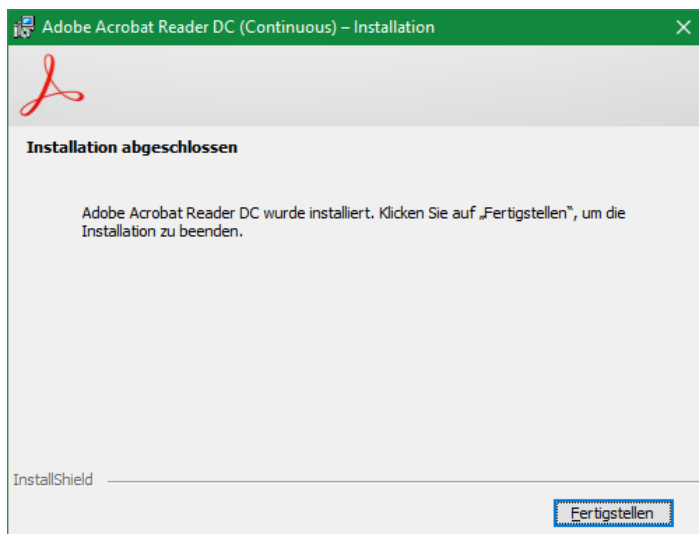 Adobe Acrobat Reader DC (Continuous) – Installation
Installation abgeschlossen
Adobe Acrobat Reader DC wurde installiert. Klicken Sie auf „Fertigstellen“, um die
Installation zu beenden.
InstallShield
Fertigstellen